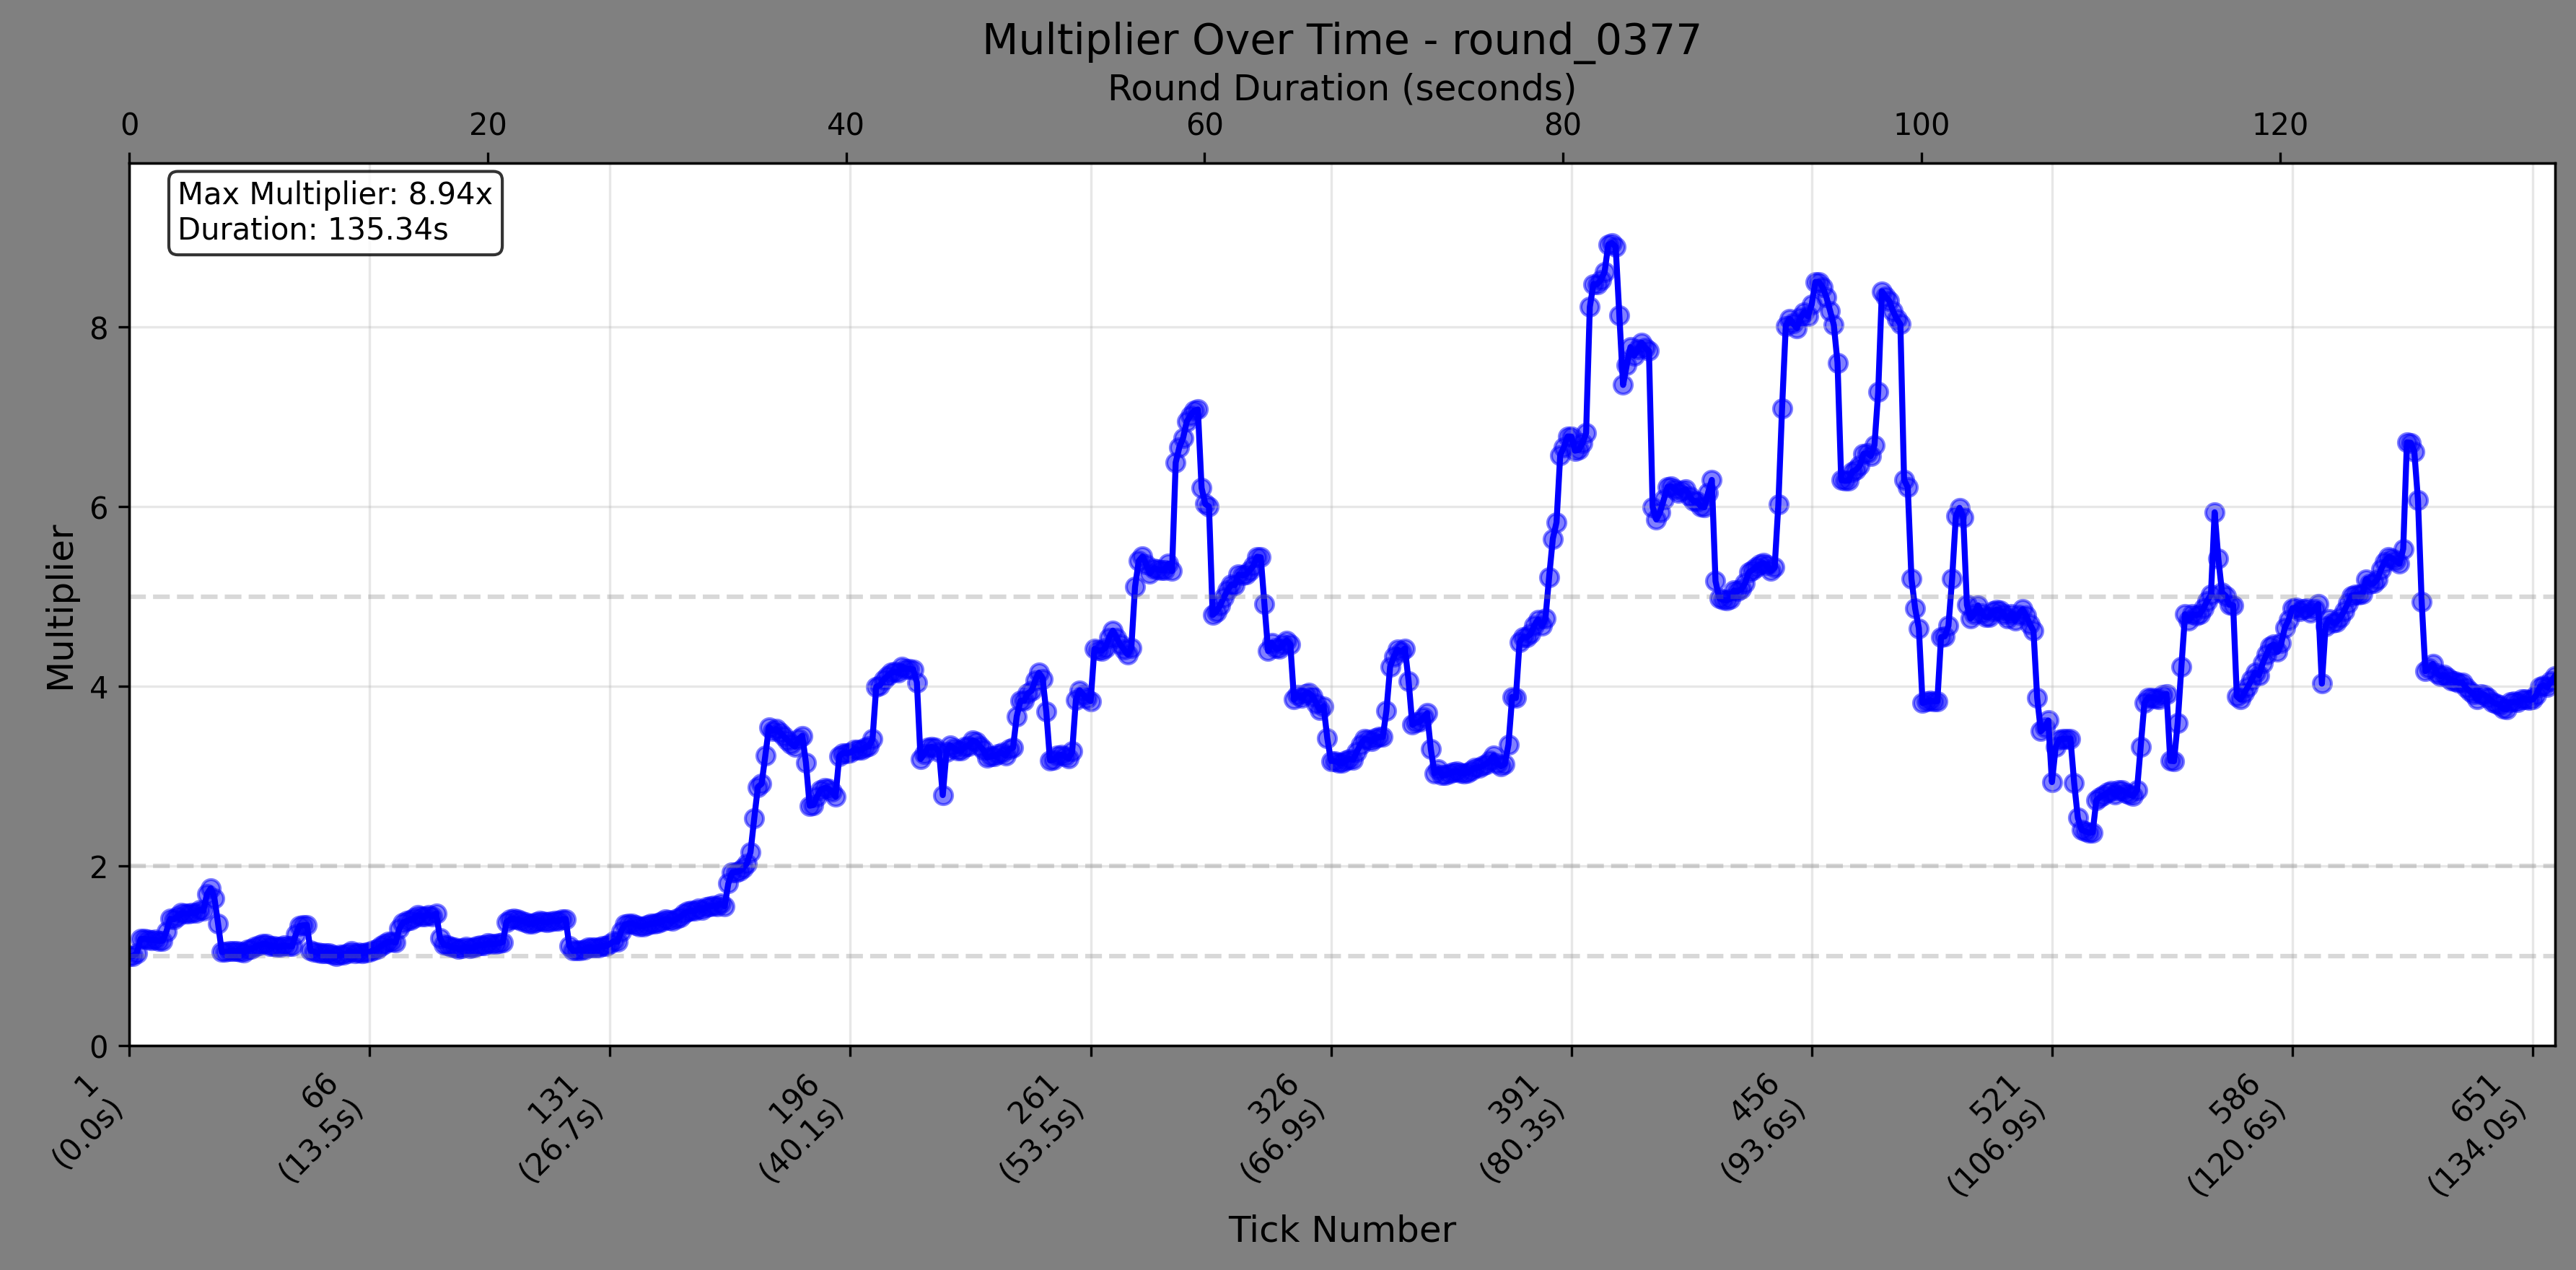 Multiplier Over Time - round_0377
Round Duration (seconds)
0 20 40 60 80 100 120
Max Multiplier: 8.94x
Duration: 135.34s
8
6
4
2
0
Multiplier
1
(0.0s)
66
(13.5s)
131
(26.7s)
196
(40.1s)
261
(53.5s)
326
(66.9s)
391
(80.3s)
456
(93.6s)
521
(106.9s)
586
(120.6s)
651
(134.0s)
Tick Number